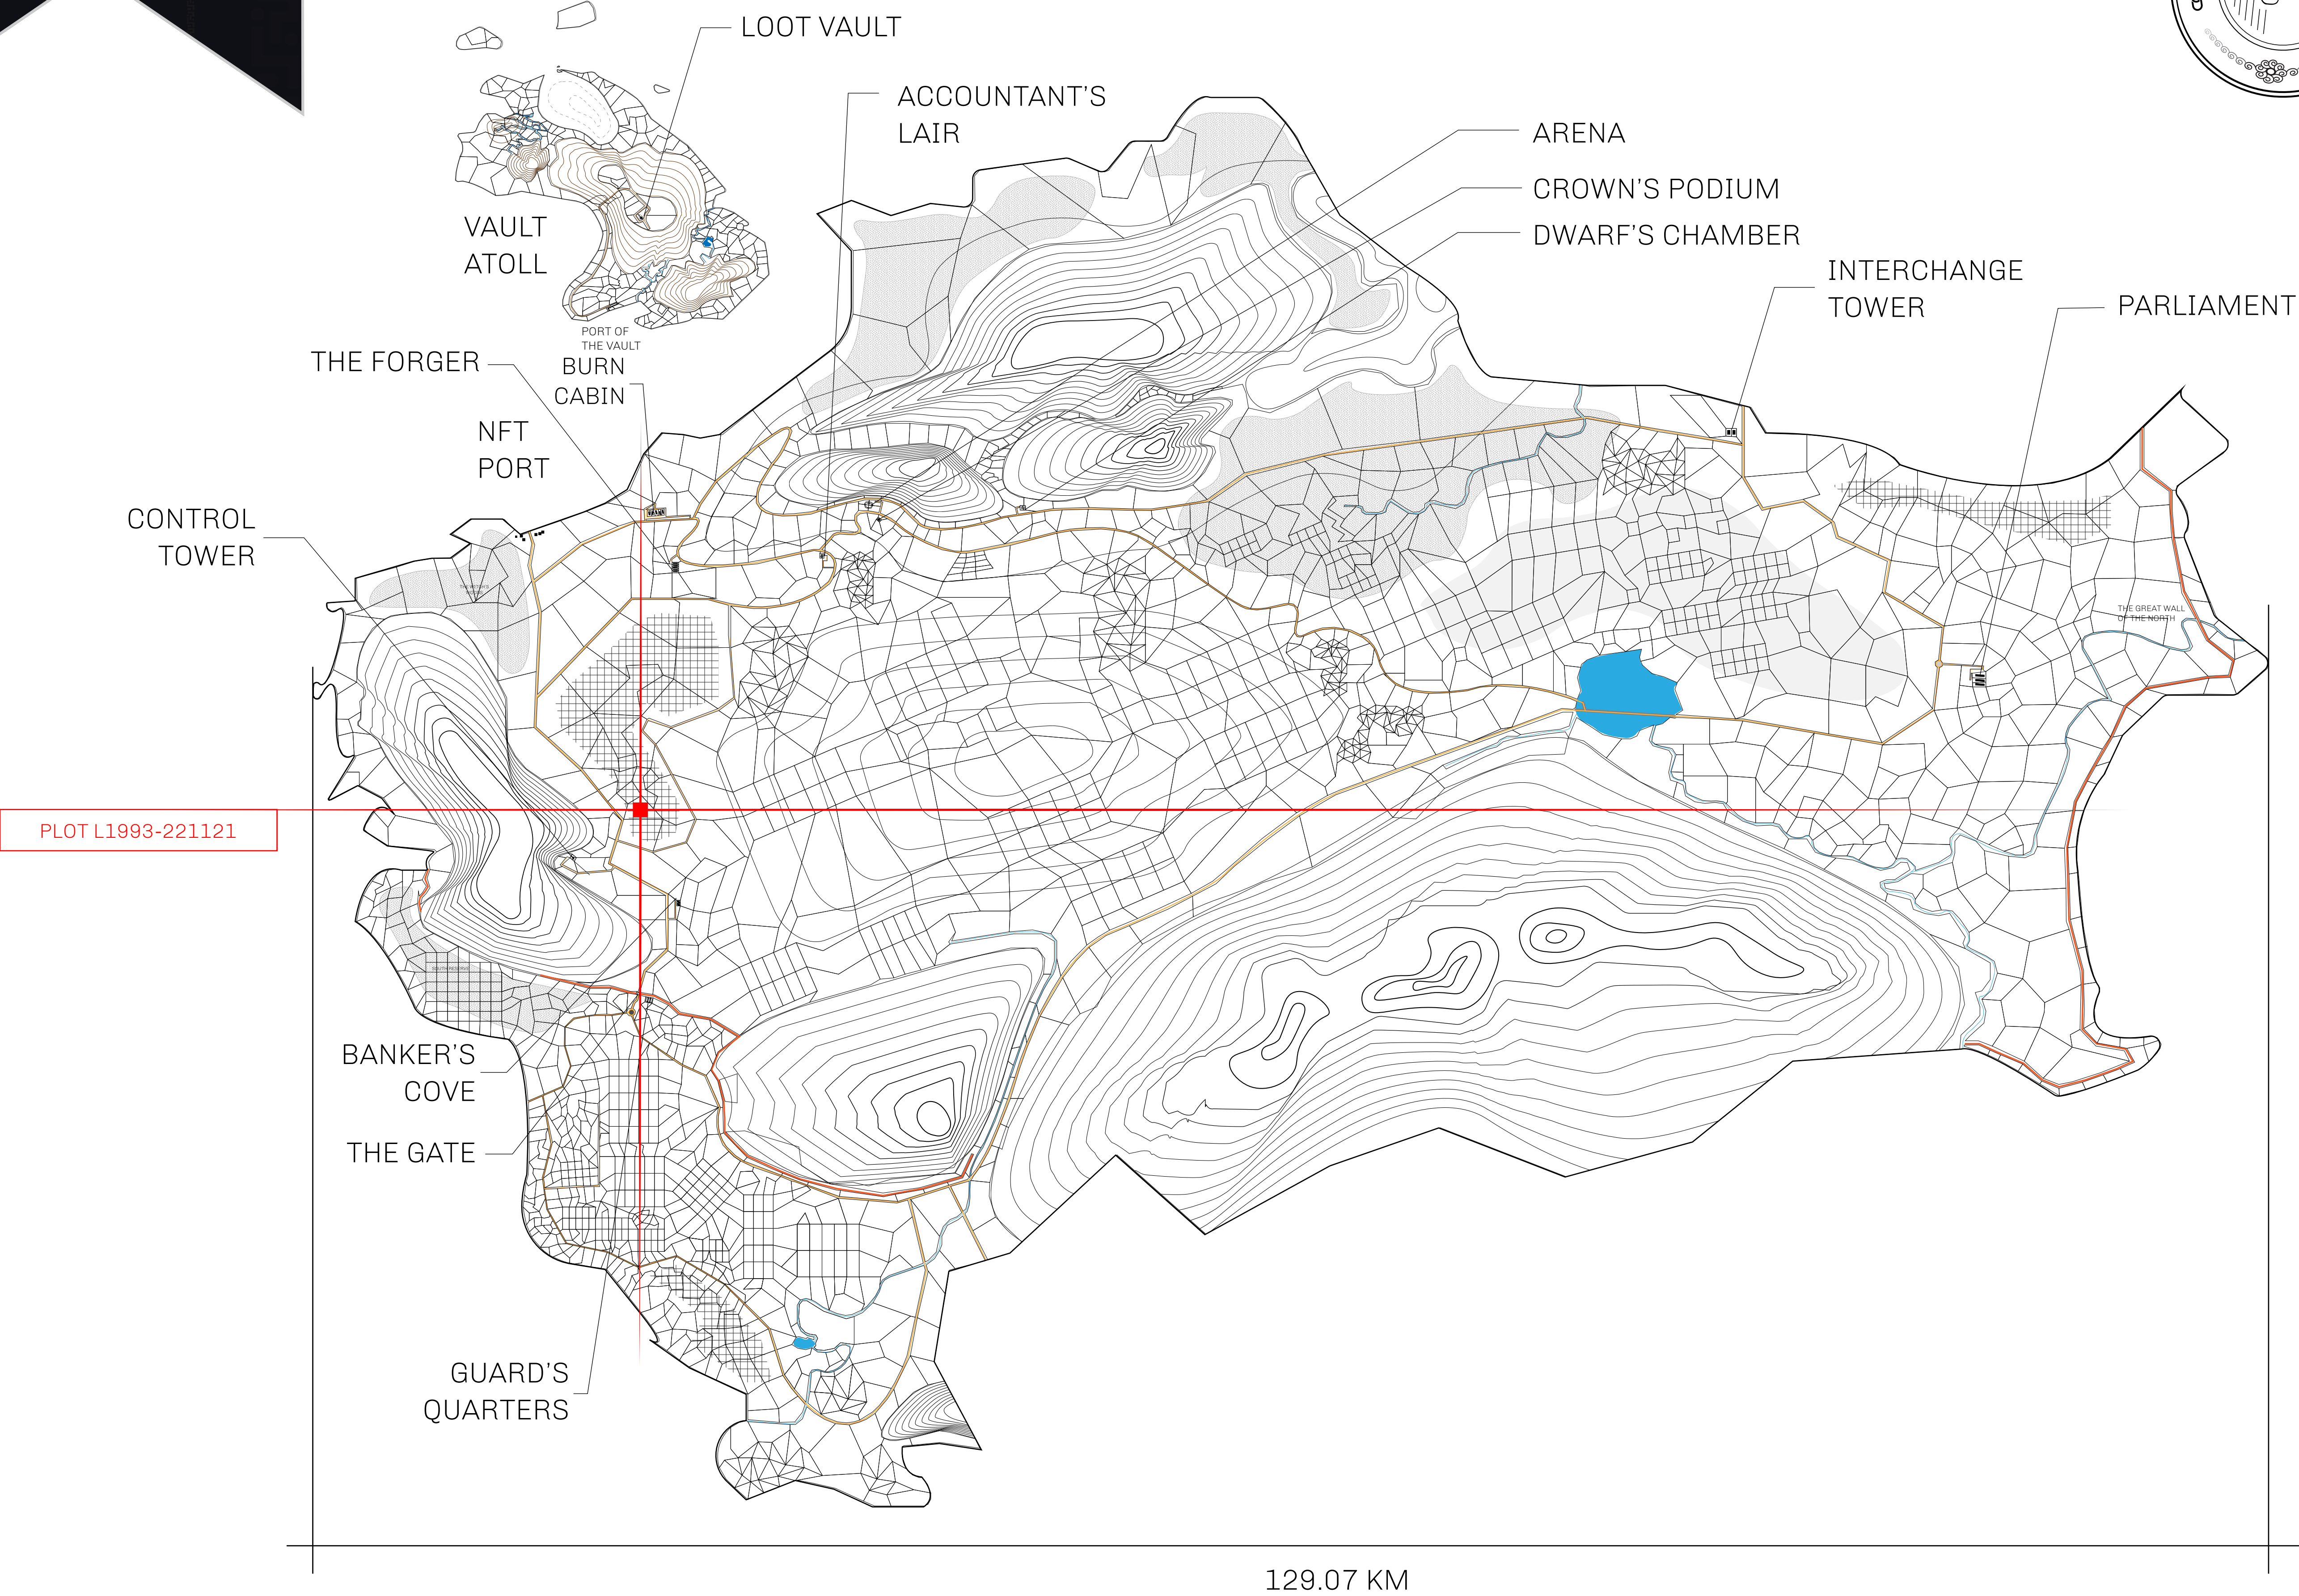 LOOT VAULT
ACCOUNTANT'S
LAIR
ARENA
CROWN'S PODIUM
DWARF'S CHAMBER
VAULT
ATOLL
INTERCHANGE
TOWER
PARLIAMENT
PORT OF
THE VAULT
THE FORGER
BURN
CABIN
NFT
PORT
CONTROL
TOWER
THE GREAT WALL
OF THE NORTH
PLOT L1993-221121
SOUTH RESERVE
BANKER'S
COVE
THE GATE
GUARD'S
QUARTERS
129.07 KM